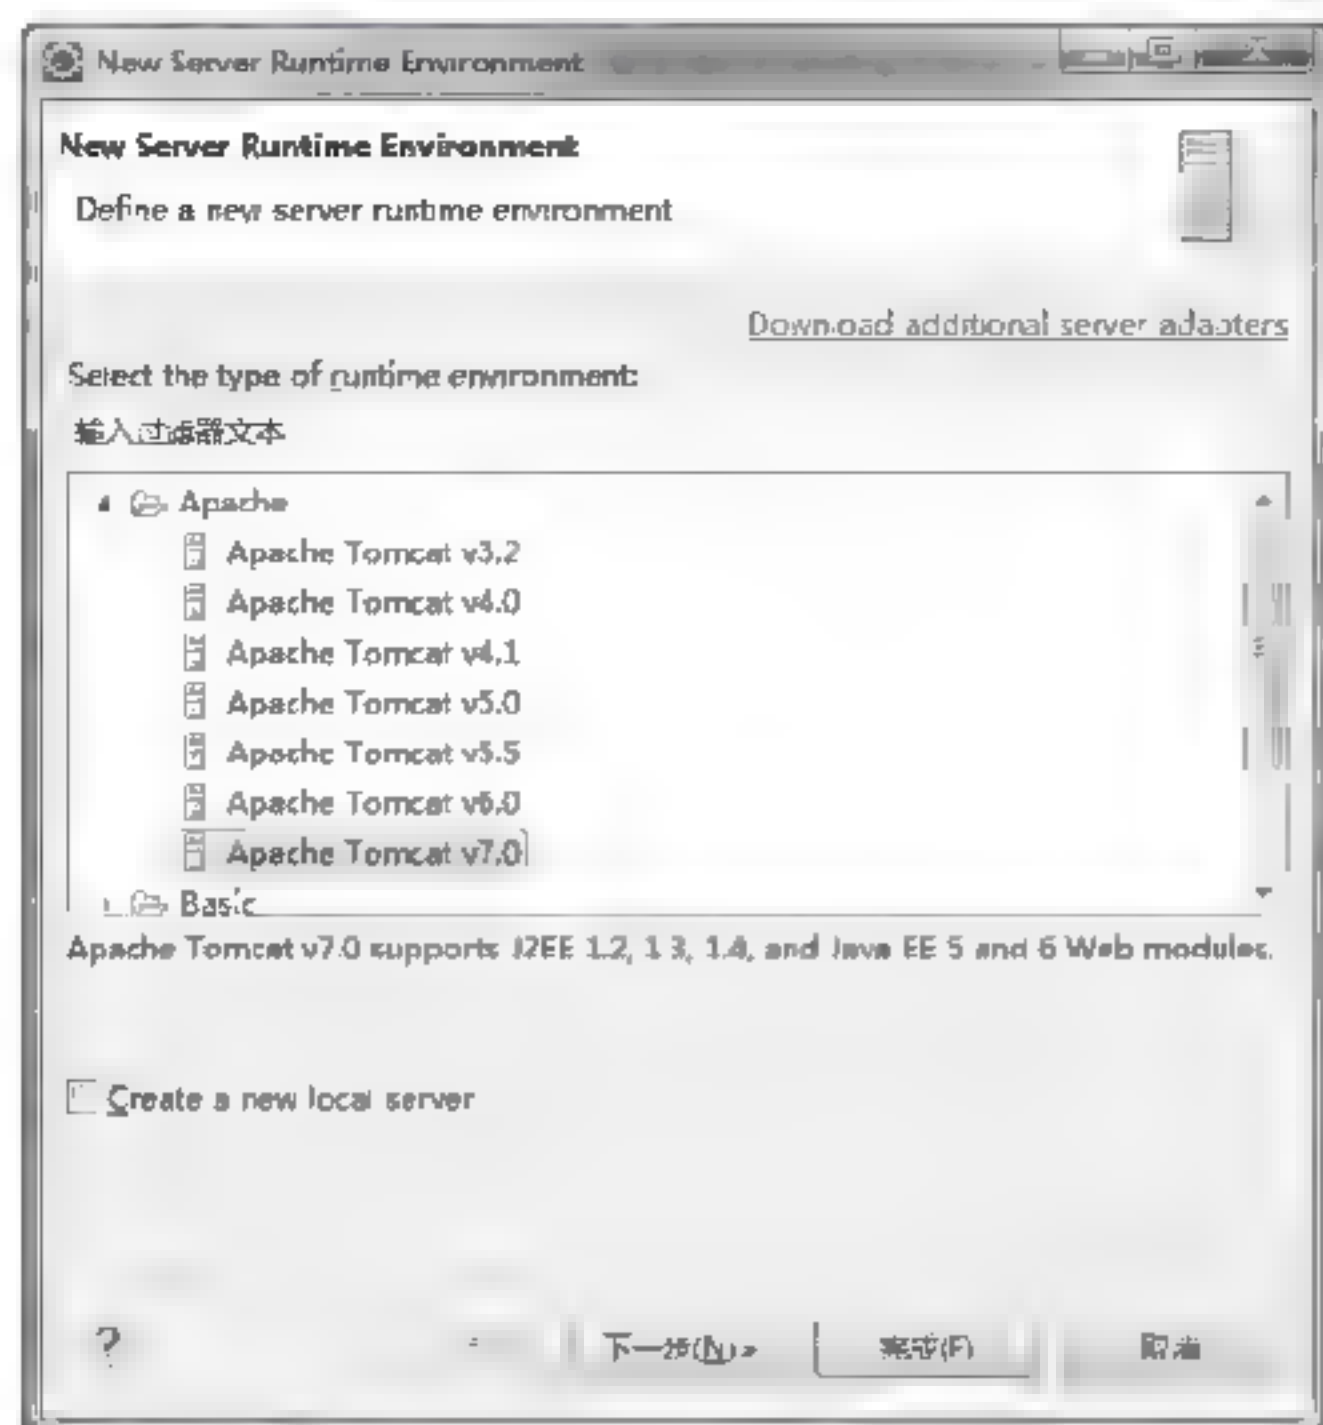 New Server Runtime Environment
New Server Runtime Environment
Define a new server runtime environment
Download additional server adapters
Select the type of runtime environment:
输入过滤器文本
Apache
Apache Tomcat v3.2
Apache Tomcat v4.0
Apache Tomcat v4.1
Apache Tomcat v5.0
Apache Tomcat v5.5
Apache Tomcat v6.0
Apache Tomcat v7.0
Basic
Apache Tomcat v7.0 supports J2EE 1.2, 1.3, 1.4, and Java EE 5 and 6 Web modules.
Create a new local server
? 下一步(N) > 完成(F) 取消